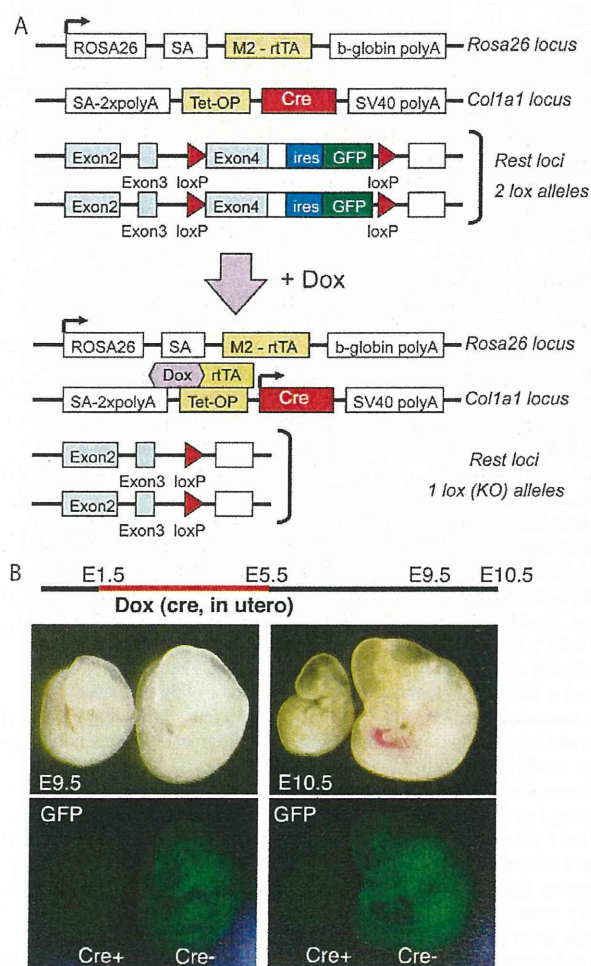 A
ROSA26 SA M2 - rtTA b-globin polyA Rosa26 locus
SA-2xpolyA Tet-OP Cre SV40 polyA Col1a1 locus
Exon2 Exon4 ires GFP
Exon3 loxP loxP
Rest loci
2 lox alleles
Exon2 Exon4 ires GFP
Exon3 loxP loxP
+ Dox
ROSA26 SA M2 - rtTA b-globin polyA Rosa26 locus
Dox rtTA
SA-2xpolyA Tet-OP Cre SV40 polyA Col1a1 locus
Exon2
Exon3 loxP
Rest loci
1 lox (KO) alleles
Exon2
Exon3 loxP
B
E1.5 E5.5 E9.5 E10.5
Dox (cre, in utero)
E9.5 E10.5
GFP GFP
Cre+ Cre- Cre+ Cre-